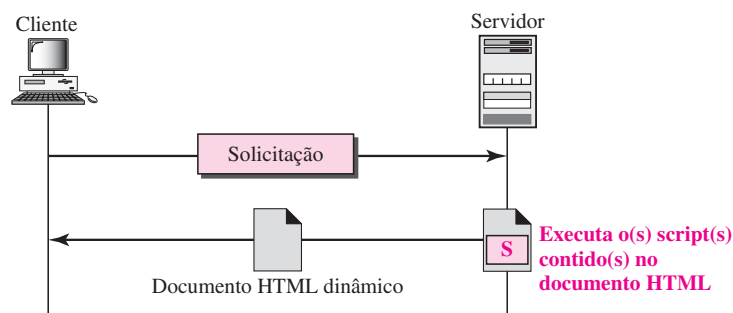 Cliente
Servidor
Solicitação
S
Executa o(s) script(s)
contido(s) no
documento HTML
Documento HTML dinâmico